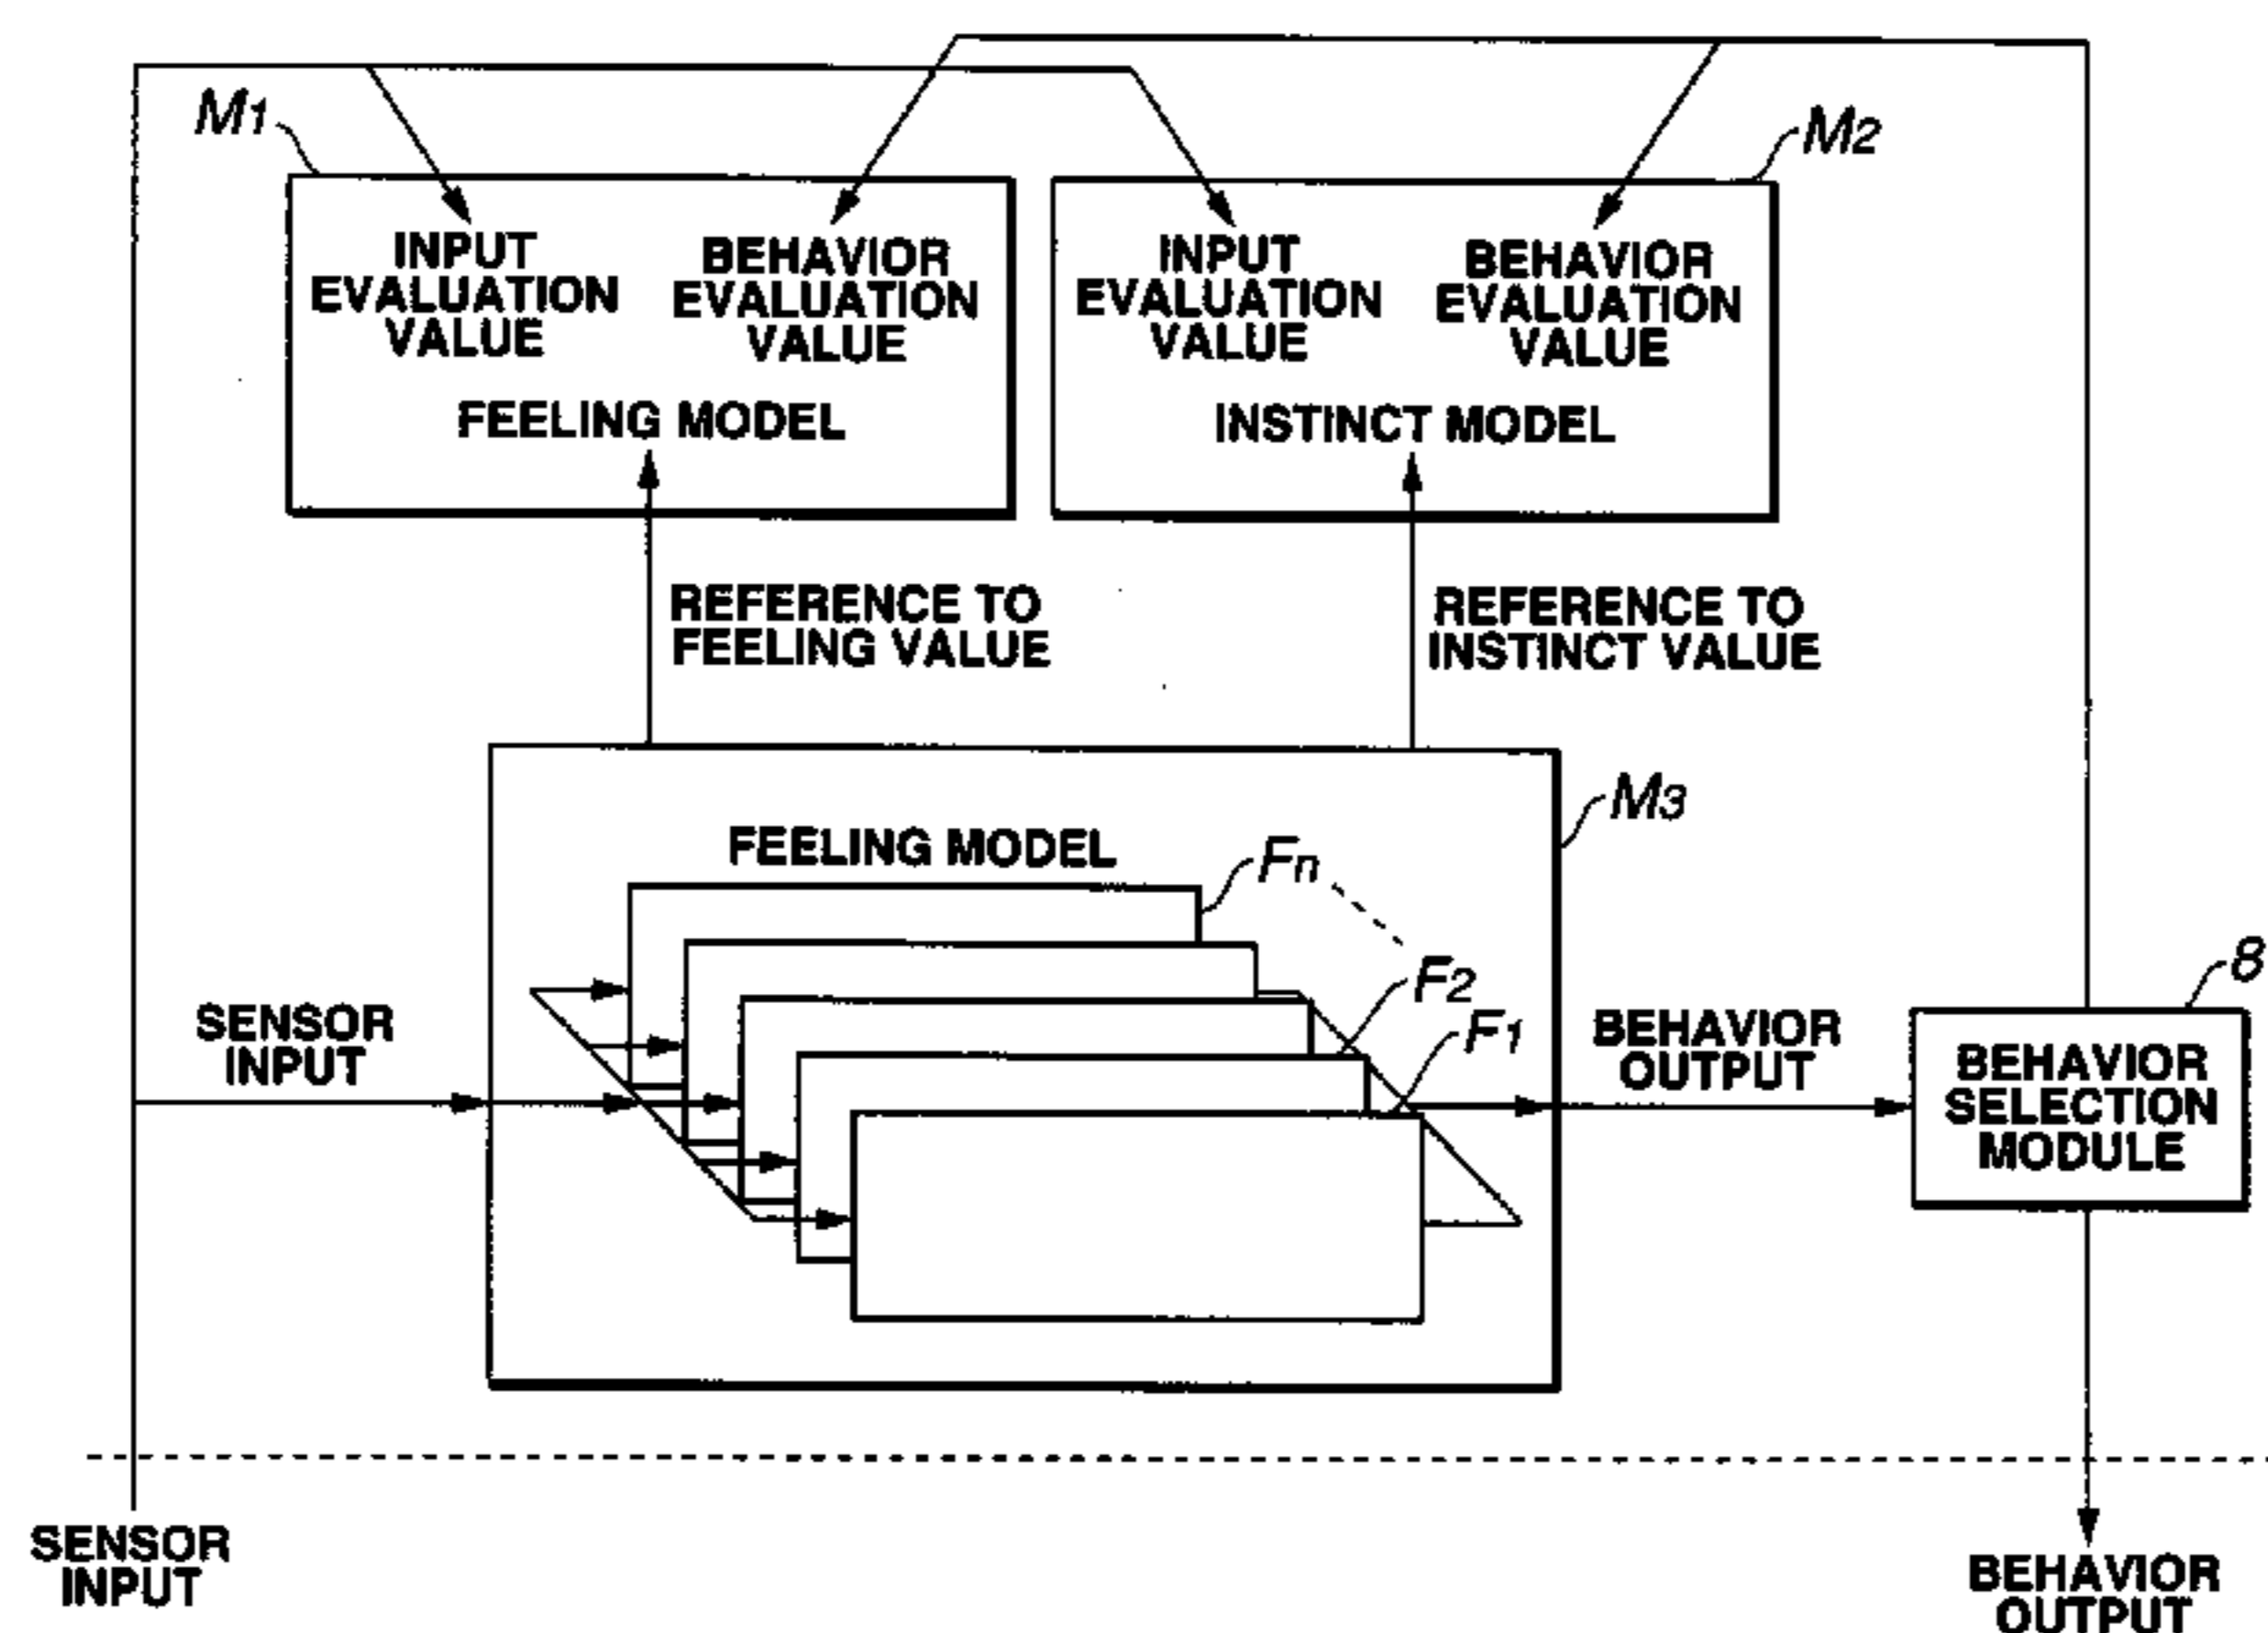 M1
M2
INPUT
EVALUATION
VALUE
BEHAVIOR
EVALUATION
VALUE
FEELING MODEL
INPUT
EVALUATION
VALUE
BEHAVIOR
EVALUATION
VALUE
INSTINCT MODEL
REFERENCE TO
FEELING VALUE
REFERENCE TO
INSTINCT VALUE
M3
FEELING MODEL
Fn
F2
F1
SENSOR
INPUT
BEHAVIOR
OUTPUT
8
BEHAVIOR
SELECTION
MODULE
SENSOR
INPUT
BEHAVIOR
OUTPUT